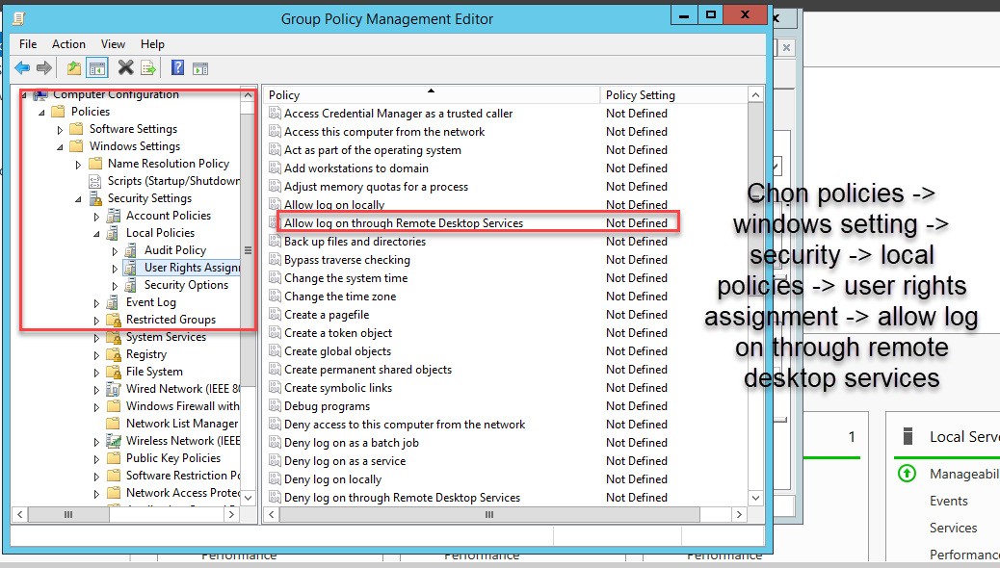 Group Policy Management Editor
File Action View Help
Computer Configuration
Policies
Software Settings
Windows Settings
Name Resolution Policy
Scripts (Startup/Shutdown
Security Settings
Account Policies
Local Policies
Audit Policy
User Rights Assign
Security Options
Event Log
Restricted Groups
System Services
Registry
File System
Wired Network (IEEE 80
Windows Firewall with
Network List Manager
Wireless Network (IEEE
Public Key Policies
Software Restriction Po
Network Access Protec
Policy Policy Setting
Access Credential Manager as a trusted caller Not Defined
Access this computer from the network Not Defined
Act as part of the operating system Not Defined
Add workstations to domain Not Defined
Adjust memory quotas for a process Not Defined
Allow log on locally Not Defined
Allow log on through Remote Desktop Services Not Defined
Back up files and directories Not Defined
Bypass traverse checking Not Defined
Change the system time Not Defined
Change the time zone Not Defined
Create a pagefile Not Defined
Create a token object Not Defined
Create global objects Not Defined
Create permanent shared objects Not Defined
Create symbolic links Not Defined
Debug programs Not Defined
Deny access to this computer from the network Not Defined
Deny log on as a batch job Not Defined
Deny log on as a service Not Defined
Deny log on locally Not Defined
Deny log on through Remote Desktop Services Not Defined
Chọn policies ->
windows setting ->
security -> local
policies -> user rights
assignment -> allow log
on through remote
desktop services
1
Local Serve
Manageabil
Events
Services
Performance
Performance Performance Performance